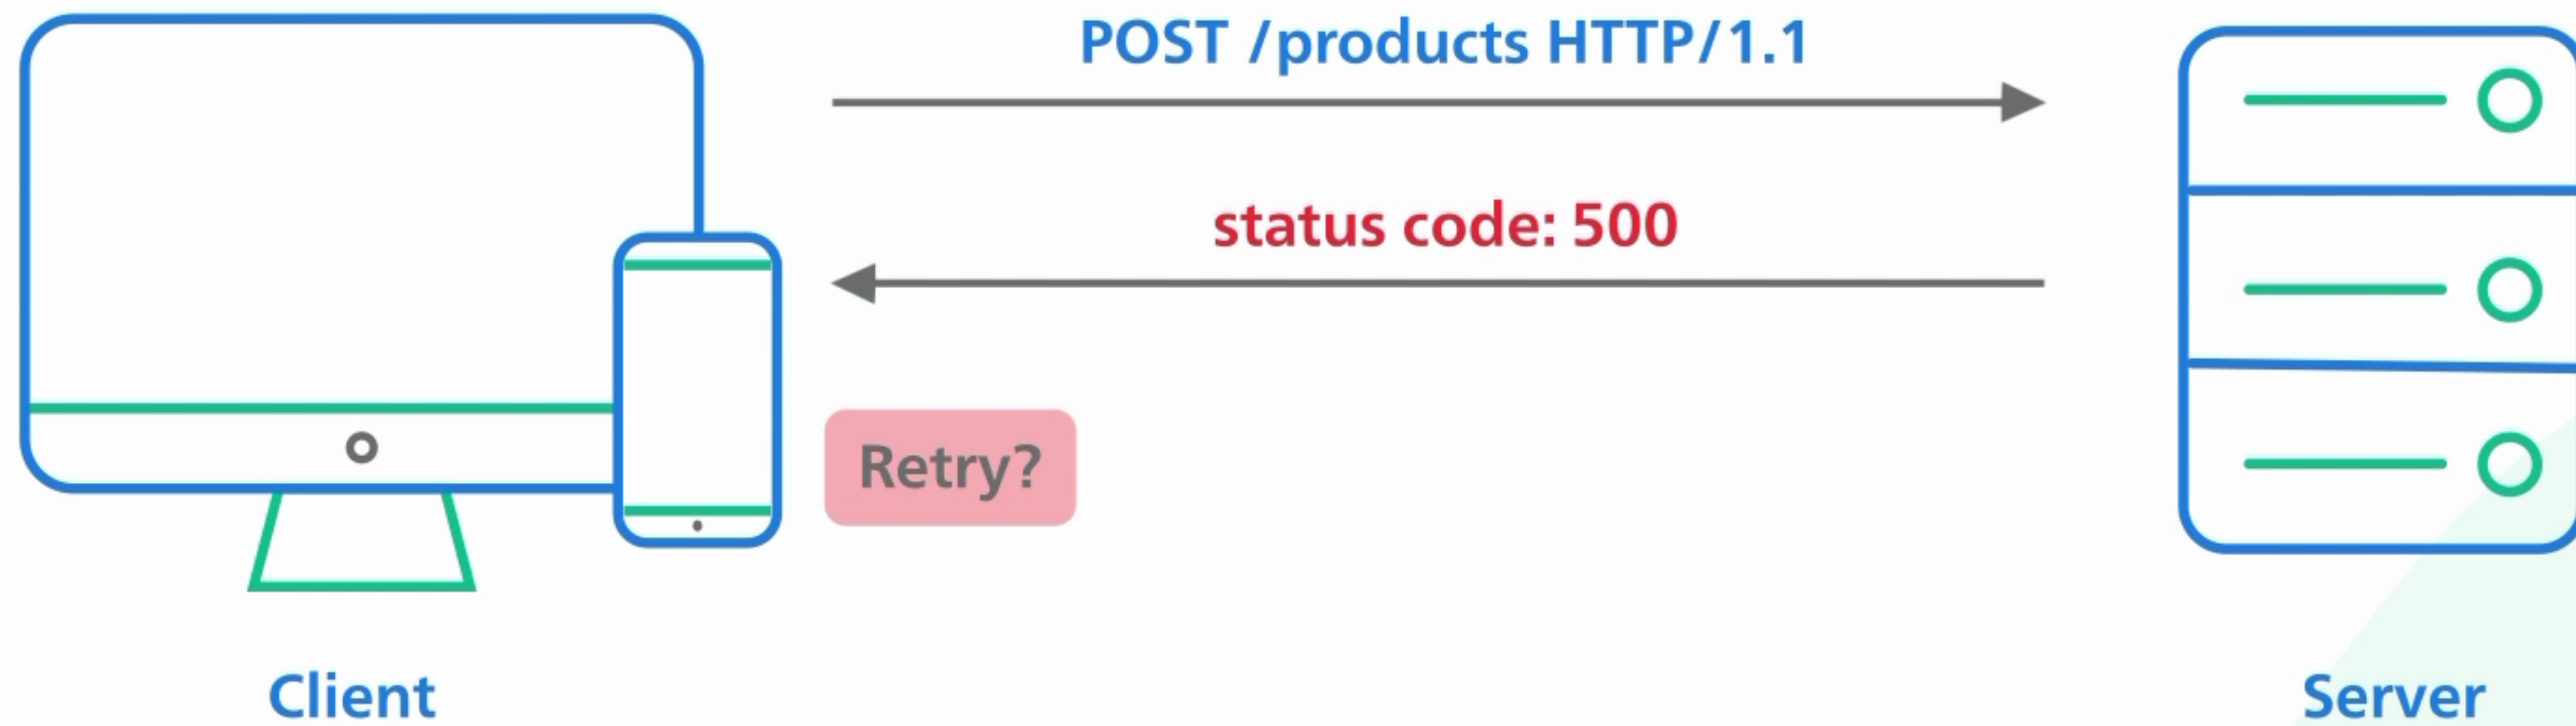 POST /products HTTP/1.1
status code: 500
Retry?
Client
Server